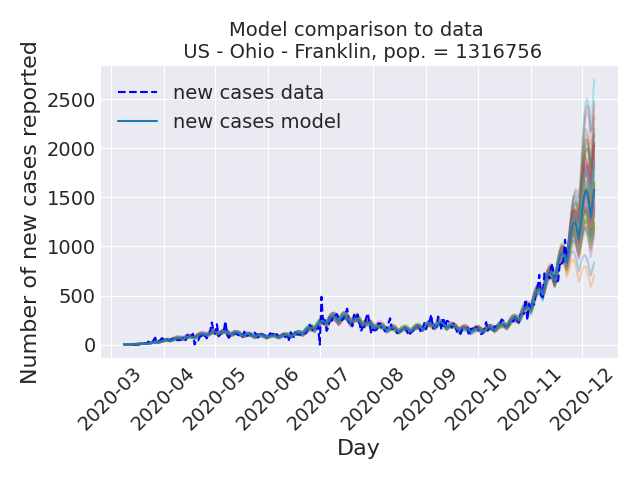 Model comparison to data
US - Ohio - Franklin, pop. = 1316756
Number of new cases reported
new cases data
new cases model
2500
2000
1500
1000
500
0
2020-03
2020-04
2020-05
2020-06
2020-07
2020-08
2020-09
2020-10
2020-11
2020-12
Day